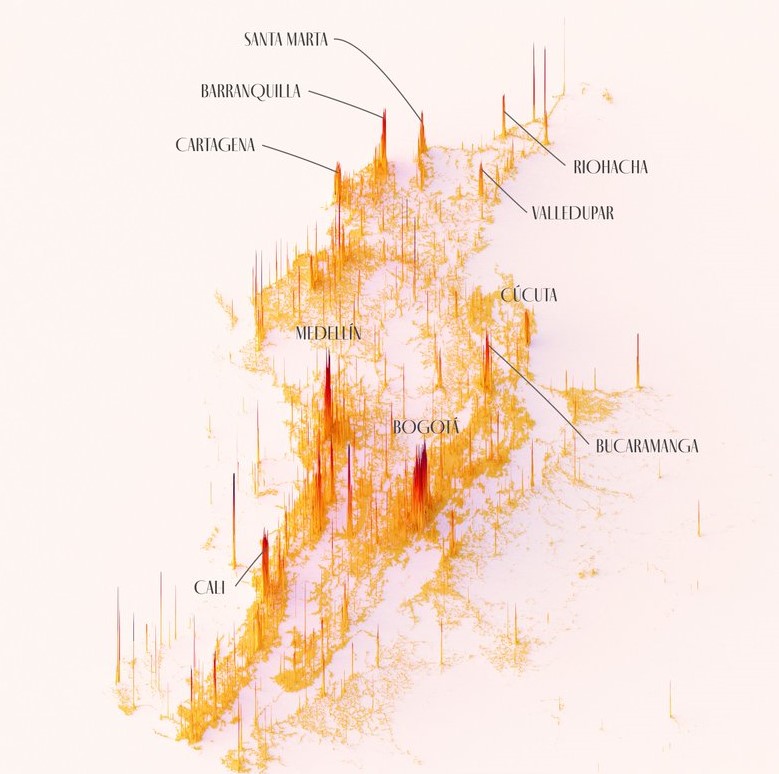 SANTA MARTA
BARRANQUILLA
CARTAGENA
RIOHACHA
VALLEDUPAR
CÚCUTA
MEDELLÍN
BOGOTÁ
BUCARAMANGA
CALI